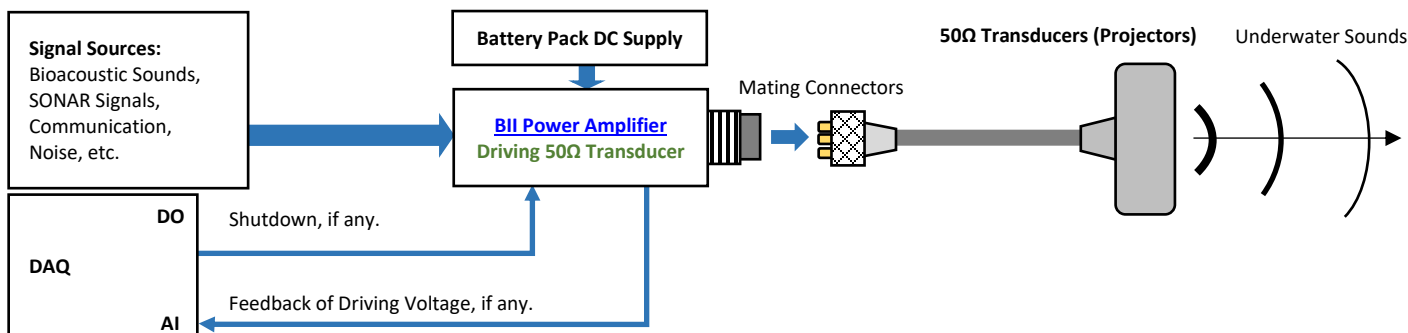 Signal Sources:
Bioacoustic Sounds,
SONAR Signals,
Communication,
Noise, etc.
Battery Pack DC Supply
BII Power Amplifier
Driving 50Ω Transducer
Mating Connectors
50Ω Transducers (Projectors)
Underwater Sounds
DO
Shutdown, if any.
DAQ
Feedback of Driving Voltage, if any.
AI